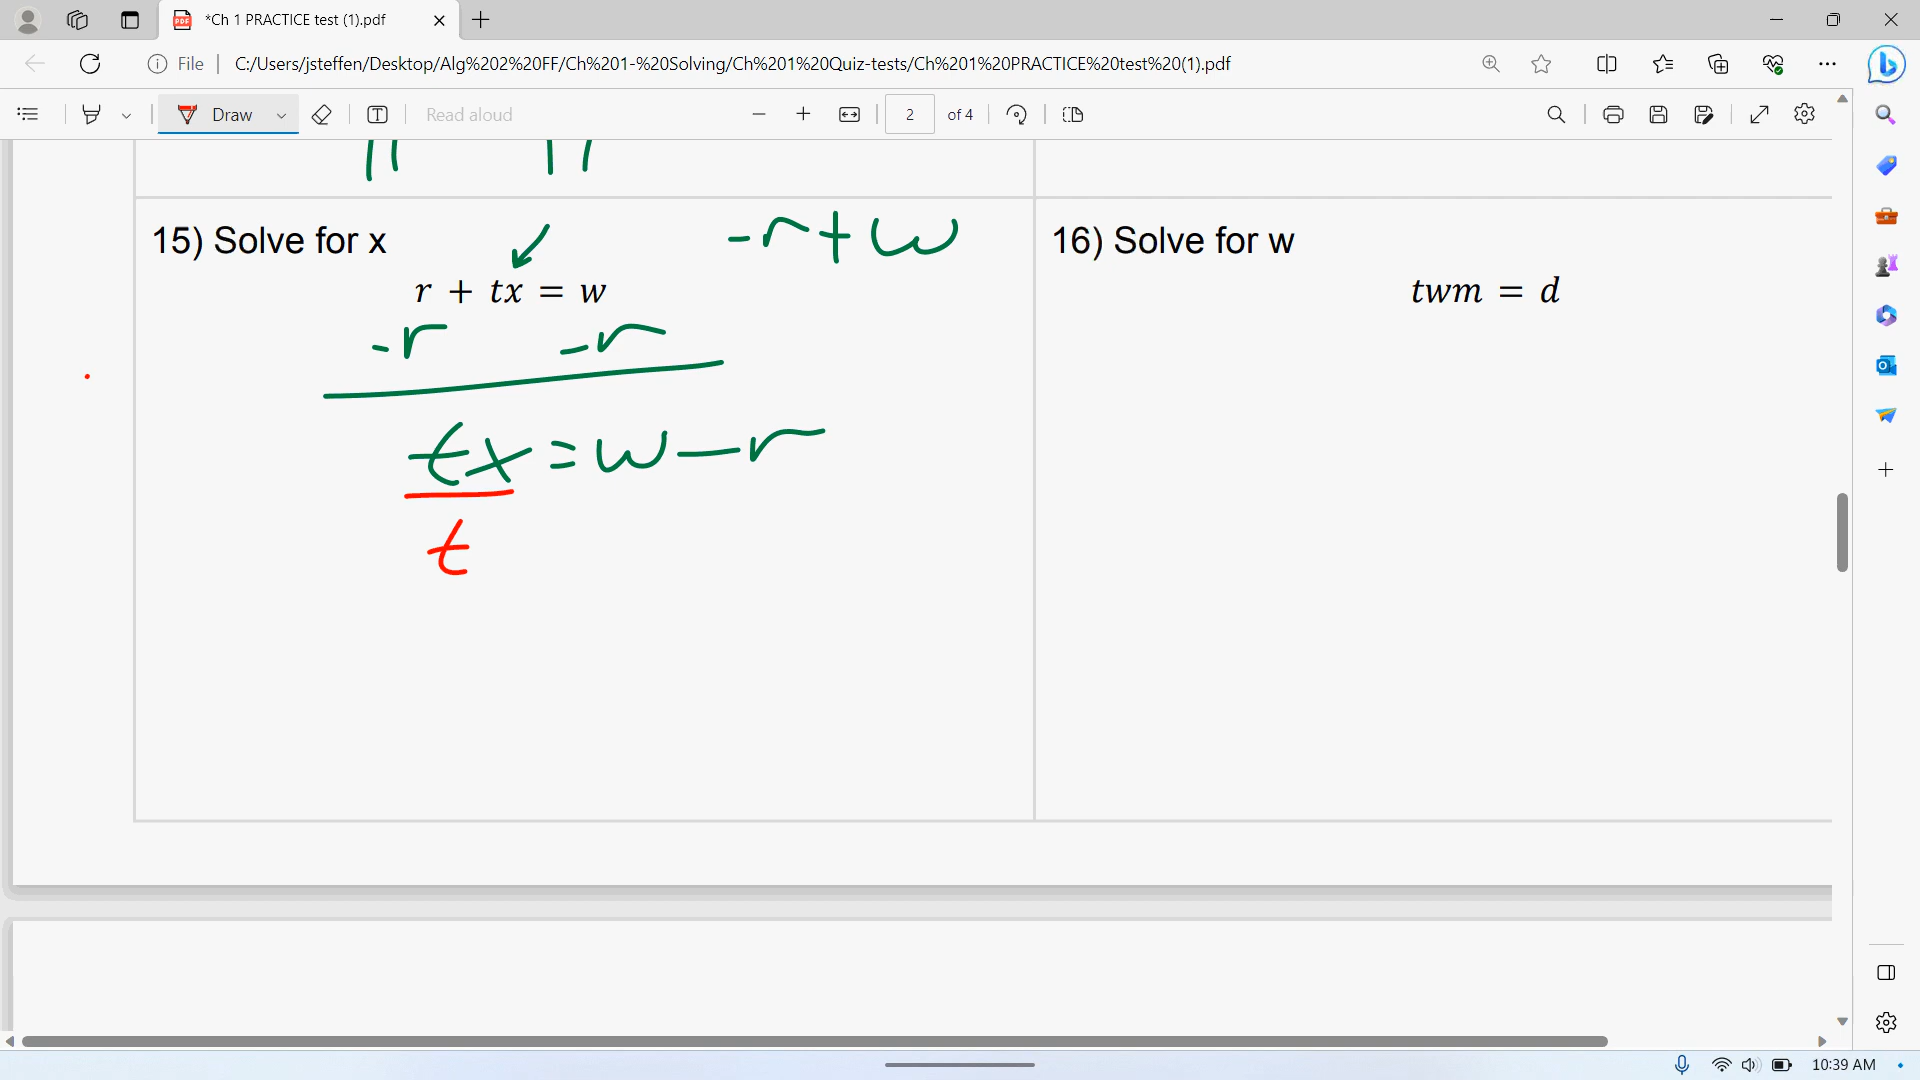 *Ch 1 PRACTICE test (1).pdf
File
C:/Users/jsteffen/Desktop/Alg%202%20FF/Ch%201-%20Solving/Ch%201%20Quiz-tests/Ch%201%20PRACTICE%20test%20(1).pdf
Draw
Read aloud
2 of 4
15) Solve for x
-r+w
r + tx = w
-r -r
tx=w-r
t
16) Solve for w
twm = d
10:39 AM